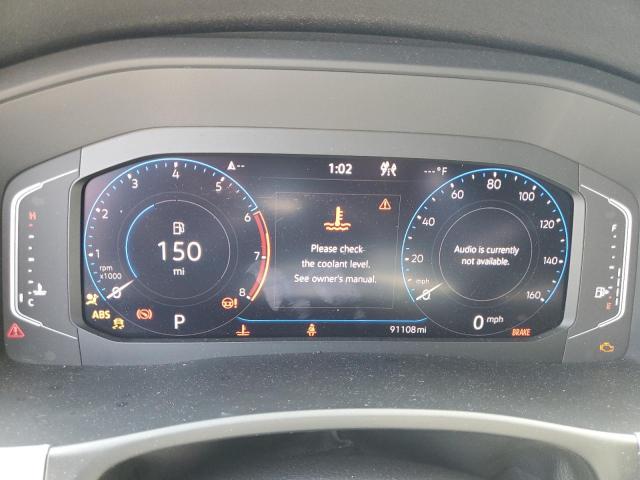 1:02
--- °F
H
C
1
2
3
4
5
6
7
8
0
rpm
x1000
150
mi
ABS
P
Please check
the coolant level.
See owner's manual.
91108 mi
0
20
40
60
80
100
120
140
160
mph
Audio is currently
not available.
0 mph
BRAKE
F
E